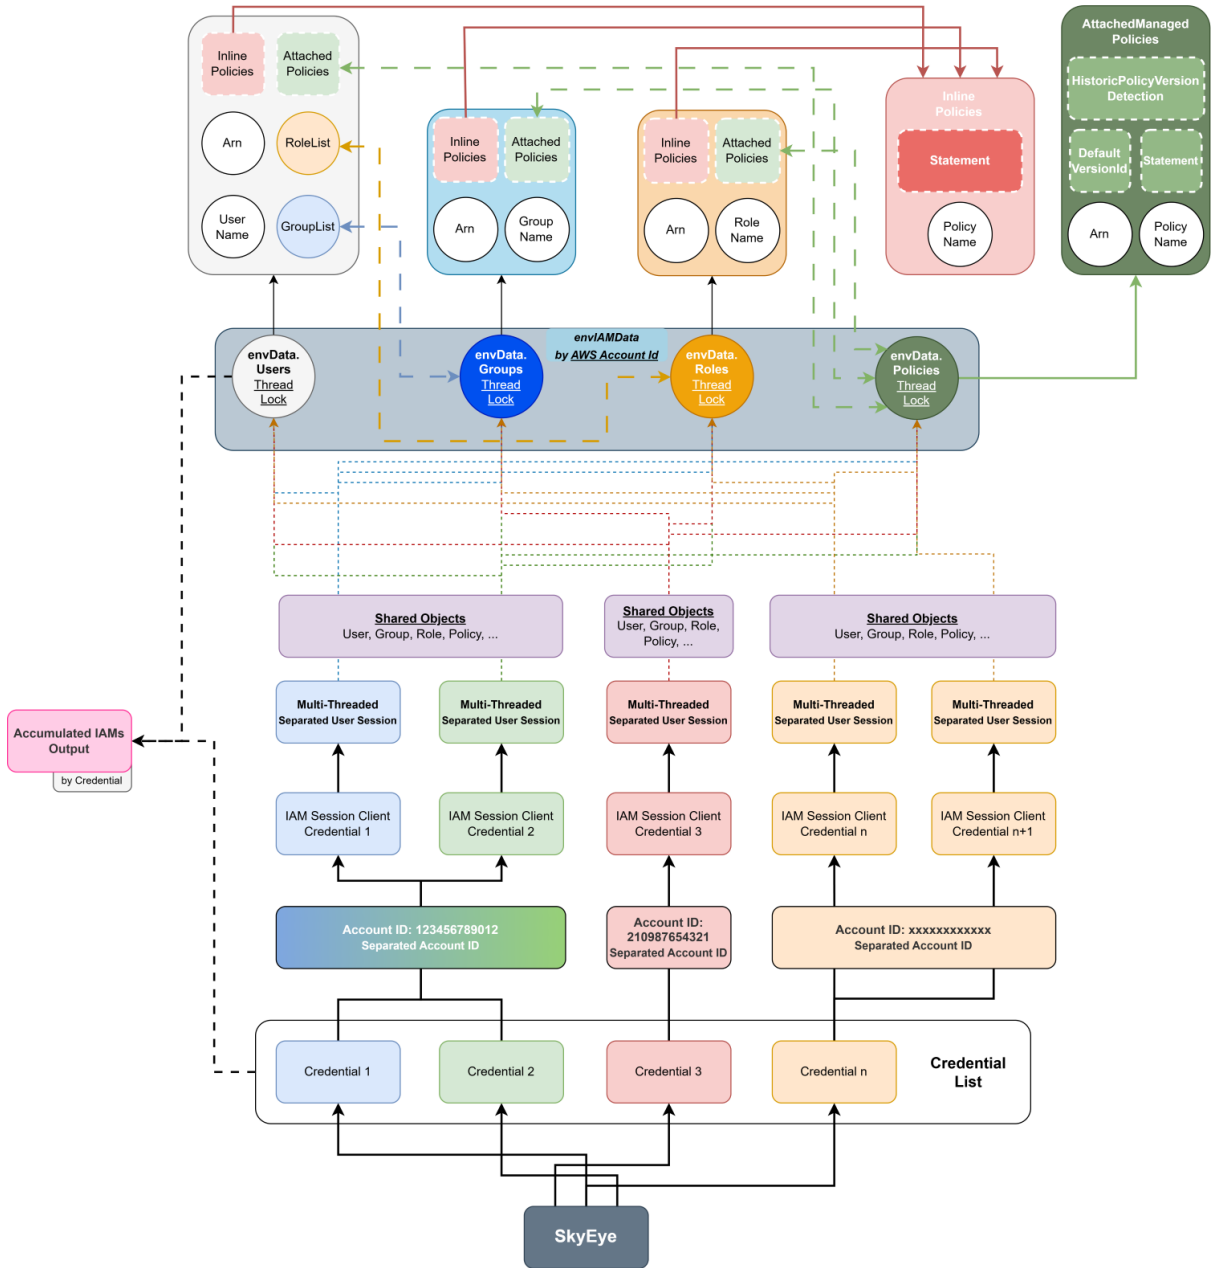 Inline
Policies
Attached
Policies
Arn
RoleList
User
Name
GroupList
Inline
Policies
Attached
Policies
Arn
Group
Name
Inline
Policies
Attached
Policies
Arn
Role
Name
Inline
Policies
Statement
Policy
Name
AttachedManaged
Policies
HistoricPolicyVersion
Detection
Default
VersionId
Statement
Arn
Policy
Name
envIAMData
by AWS Account Id
envData.
Users
Thread
Lock
envData.
Groups
Thread
Lock
envData.
Roles
Thread
Lock
envData.
Policies
Thread
Lock
Shared Objects
User, Group, Role, Policy, ...
Shared Objects
User, Group, Role,
Policy, ...
Shared Objects
User, Group, Role, Policy, ...
Multi-Threaded
Separated User Session
Multi-Threaded
Separated User Session
Multi-Threaded
Separated User Session
Multi-Threaded
Separated User Session
Multi-Threaded
Separated User Session
Accumulated IAMs
Output
by Credential
IAM Session Client
Credential 1
IAM Session Client
Credential 2
IAM Session Client
Credential 3
IAM Session Client
Credential n
IAM Session Client
Credential n+1
Account ID: 123456789012
Separated Account ID
Account ID:
210987654321
Separated Account ID
Account ID: xxxxxxxxxxxx
Separated Account ID
Credential 1
Credential 2
Credential 3
Credential n
Credential
List
SkyEye